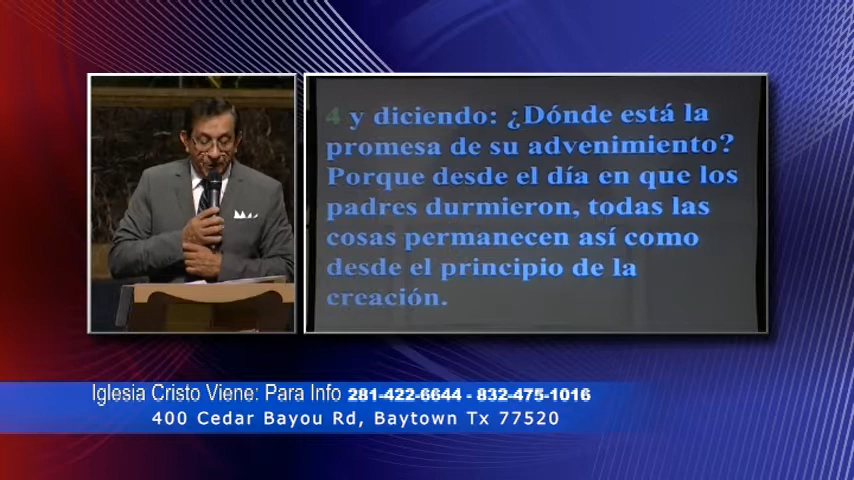 4 y diciendo: ¿Dónde está la
promesa de su advenimiento?
Porque desde el día en que los
padres durmieron, todas las
cosas permanecen así como
desde el principio de la
creación.
Iglesia Cristo Viene: Para Info 281-422-6644 - 832-475-1016
400 Cedar Bayou Rd, Baytown Tx 77520